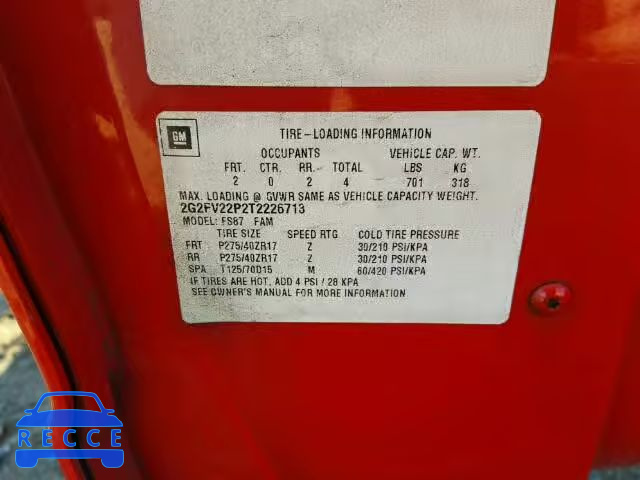 GM
TIRE-LOADING INFORMATION
OCCUPANTS VEHICLE CAP. WT.
FRT. CTR. RR. TOTAL LBS KG
2 0 2 4 701 318
MAX. LOADING @ GVWR SAME AS VEHICLE CAPACITY WEIGHT.
2G2FV22P2T2226713
MODEL: FS87 FAM
TIRE SIZE SPEED RTG COLD TIRE PRESSURE
FRT P275/40ZR17 Z 30/210 PSI/KPA
RR P275/40ZR17 Z 30/210 PSI/KPA
SPA T125/70D15 M 60/420 PSI/KPA
IF TIRES ARE HOT, ADD 4 PSI / 28 KPA
SEE OWNER'S MANUAL FOR MORE INFORMATION
RECCE